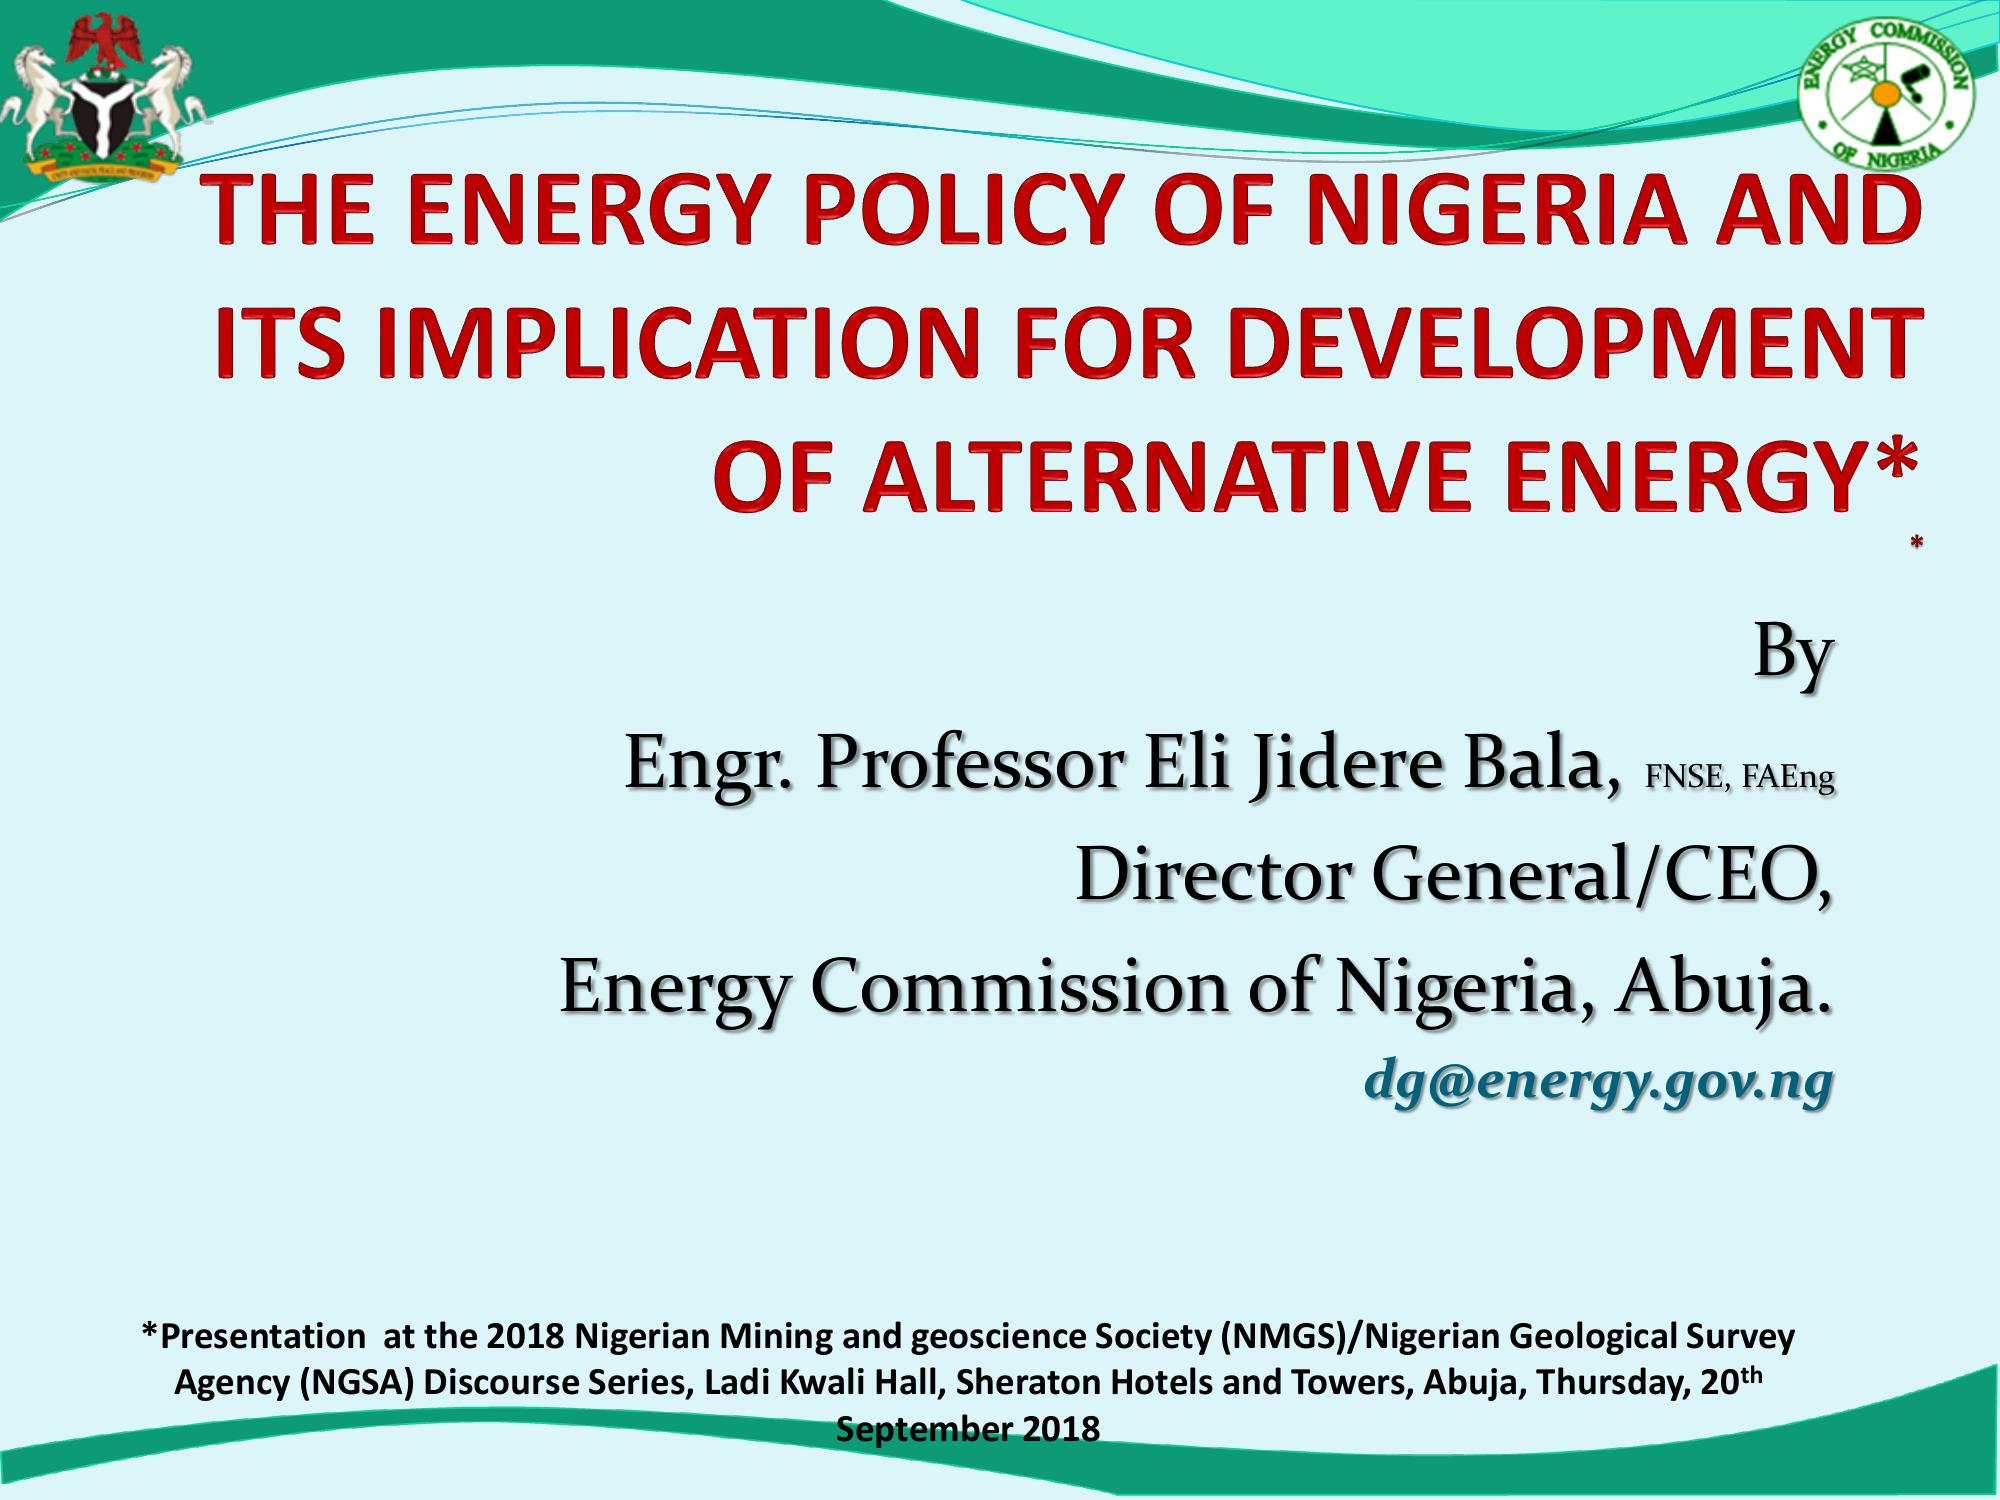 ENERGY COMMISSION
OF NIGERIA
THE ENERGY POLICY OF NIGERIA AND
ITS IMPLICATION FOR DEVELOPMENT
OF ALTERNATIVE ENERGY*
*
By
Engr. Professor Eli Jidere Bala, FNSE, FAEng
Director General/CEO,
Energy Commission of Nigeria, Abuja.
dg@energy.gov.ng
*Presentation at the 2018 Nigerian Mining and geoscience Society (NMGS)/Nigerian Geological Survey
Agency (NGSA) Discourse Series, Ladi Kwali Hall, Sheraton Hotels and Towers, Abuja, Thursday, 20th
September 2018